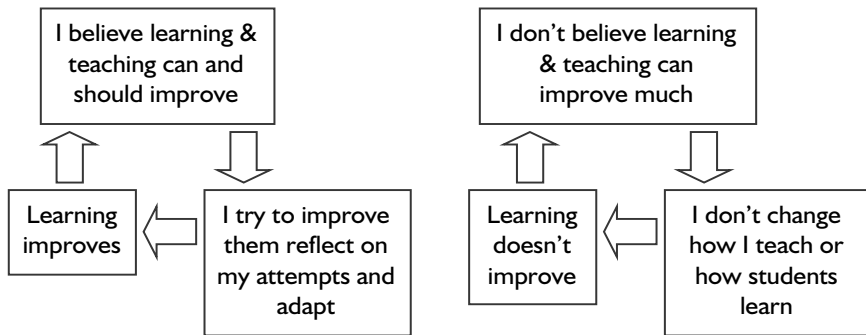 I believe learning &
teaching can and
should improve
I try to improve
them reflect on
my attempts and
adapt
Learning
improves
I don't believe learning
& teaching can
improve much
I don't change
how I teach or
how students
learn
Learning
doesn't
improve